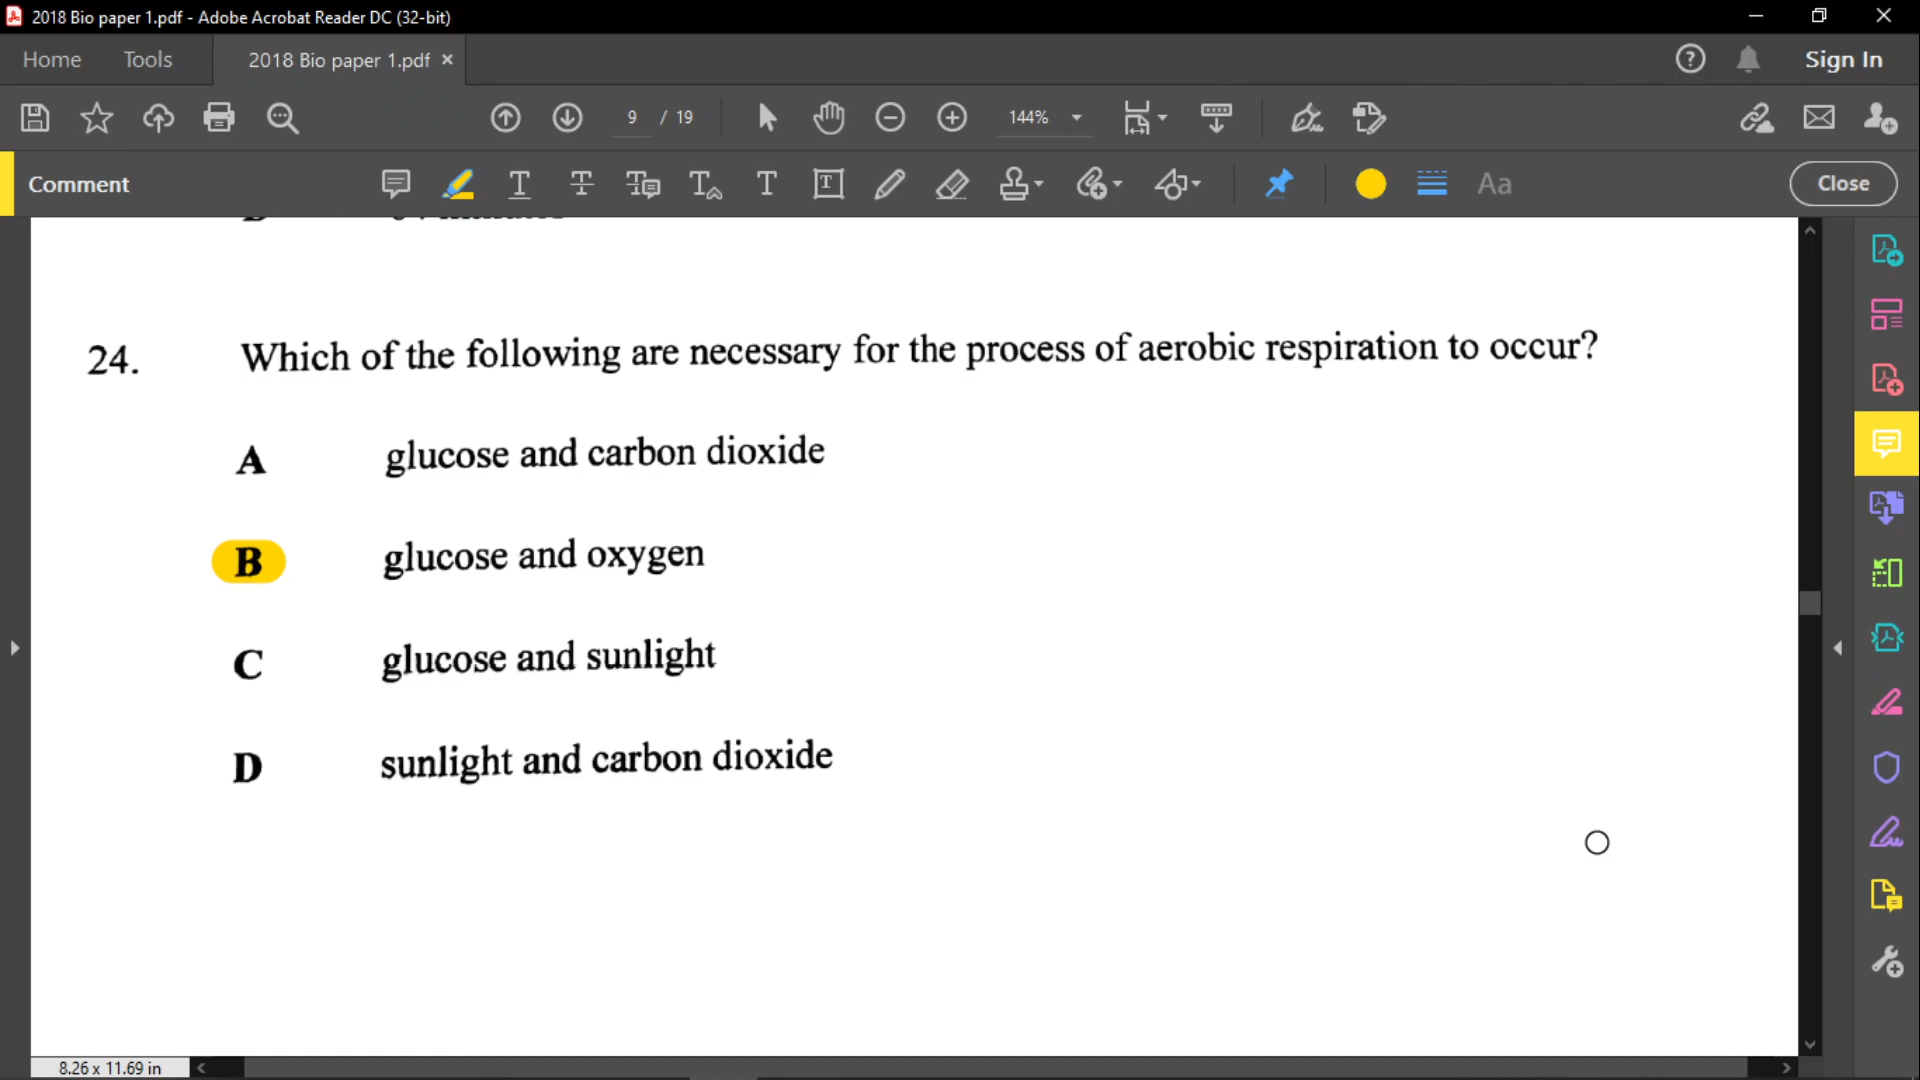 2018 Bio paper 1.pdf - Adobe Acrobat Reader DC (32-bit)
Home Tools 2018 Bio paper 1.pdf × Sign In
9 / 19 144%
Comment Aa Close
24. Which of the following are necessary for the process of aerobic respiration to occur?
A glucose and carbon dioxide
B glucose and oxygen
C glucose and sunlight
D sunlight and carbon dioxide
8.26 x 11.69 in